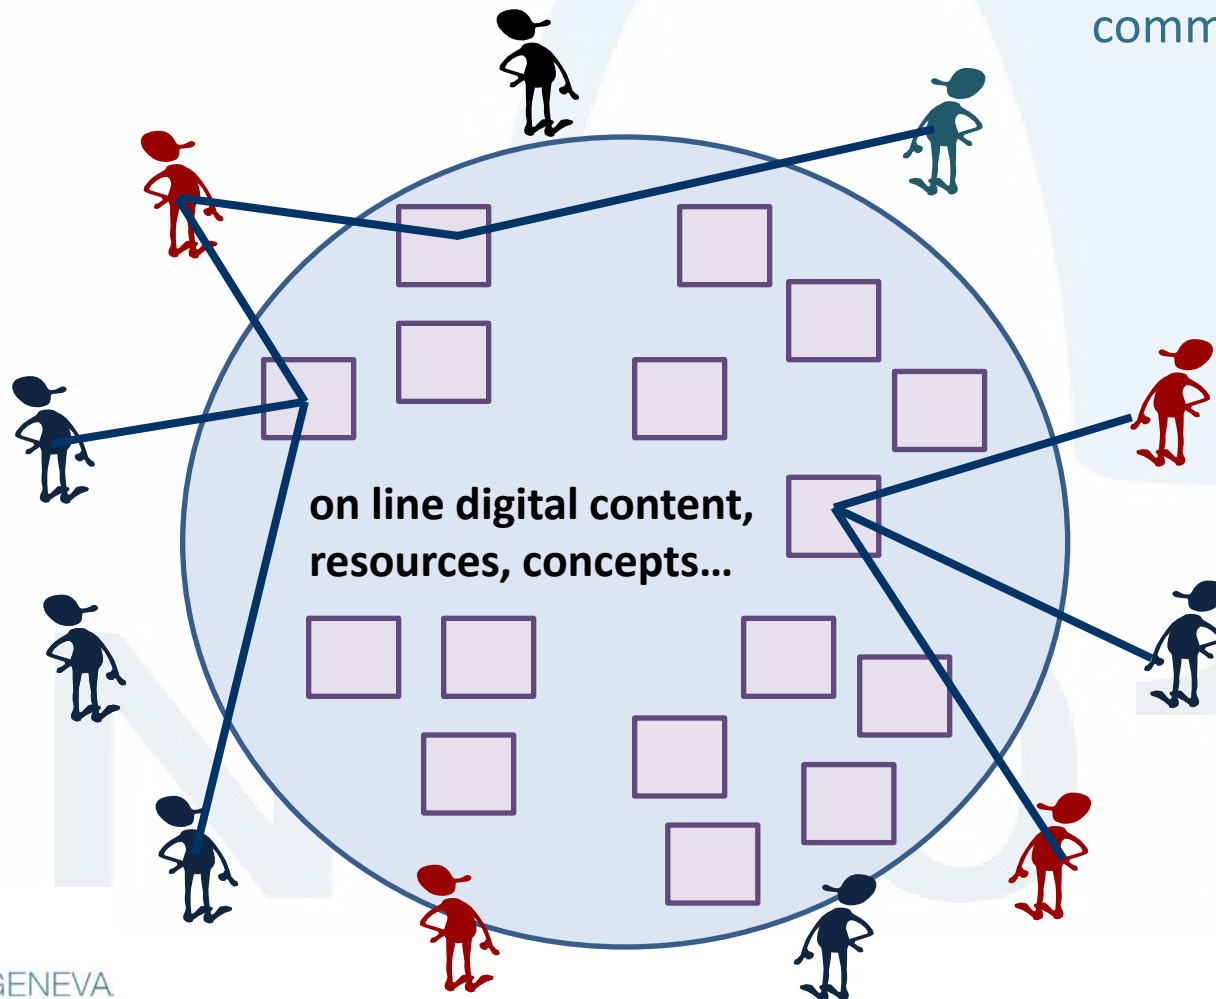 comm
on line digital content,
resources, concepts...
GENEVA